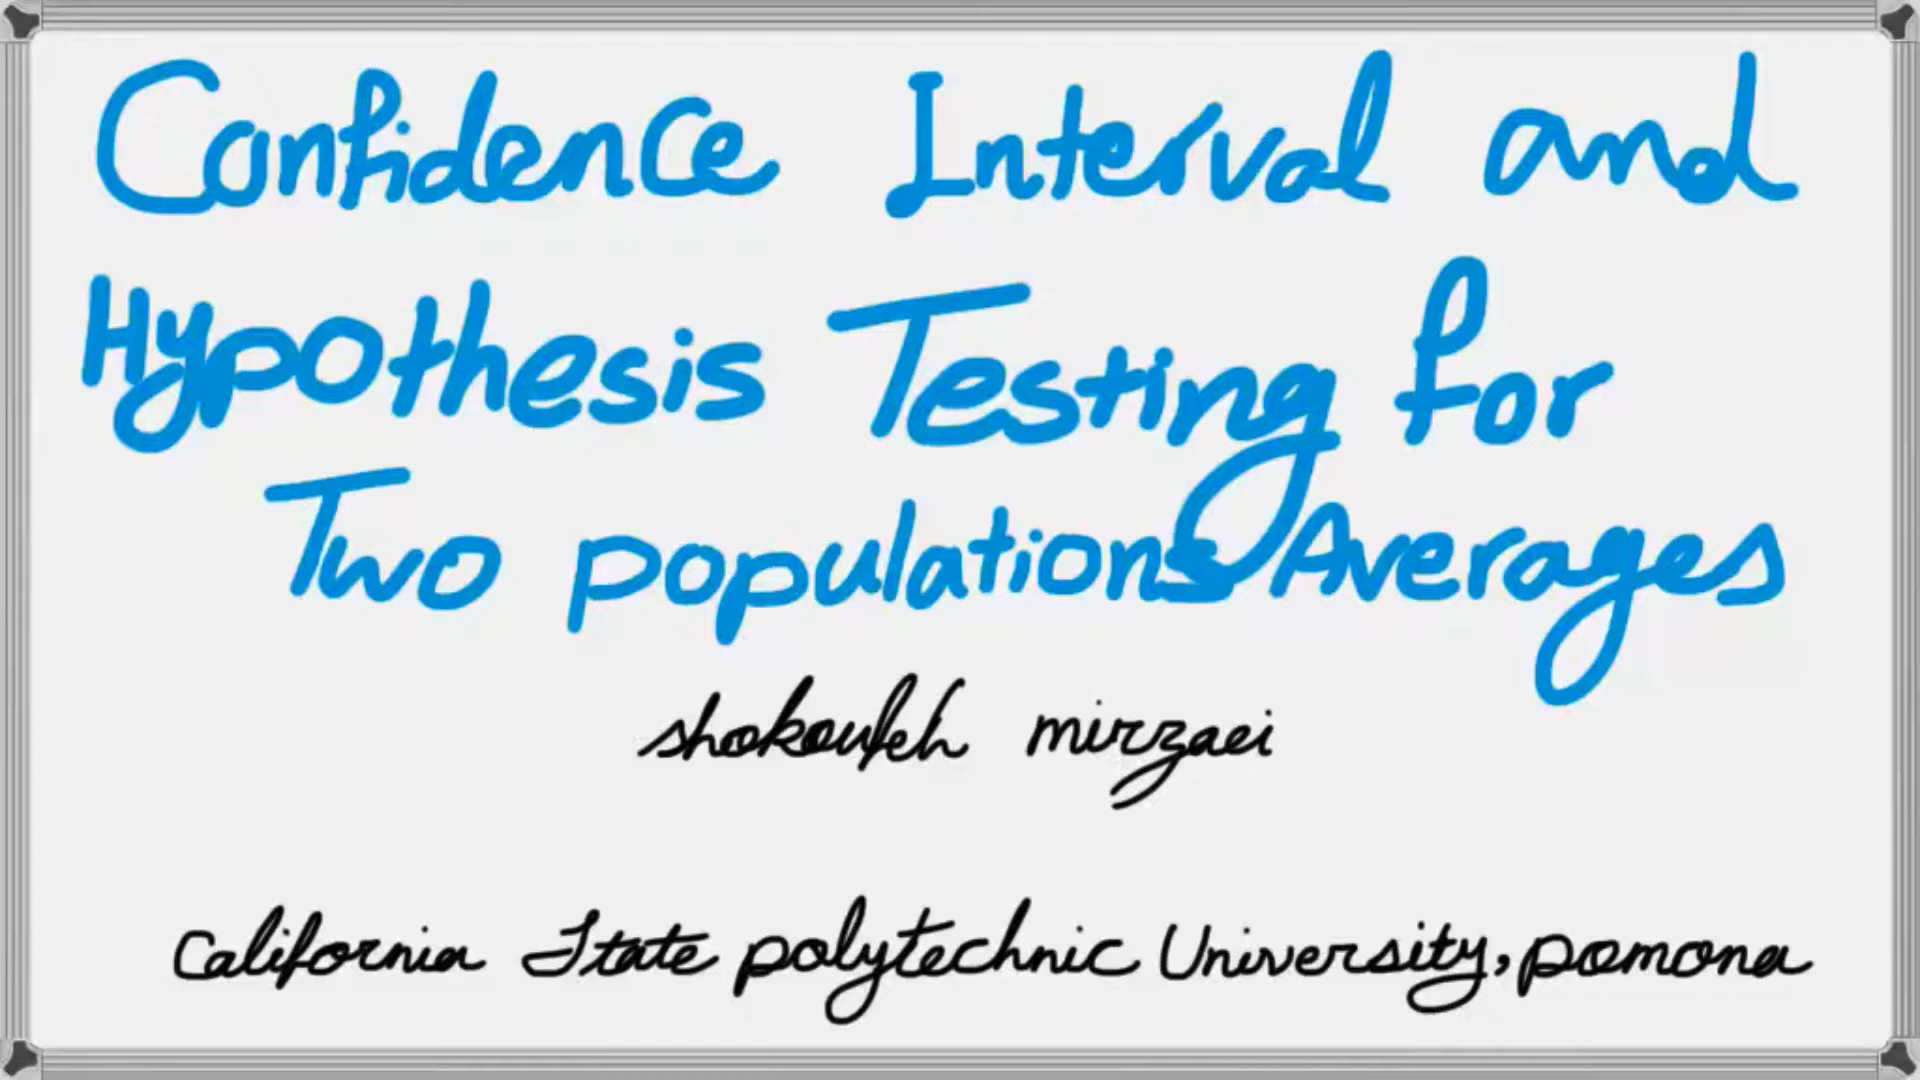 Confidence Interval and
Hypothesis Testing for
Two populations Averages
shokoufeh mirzaei
California State polytechnic University, pomona